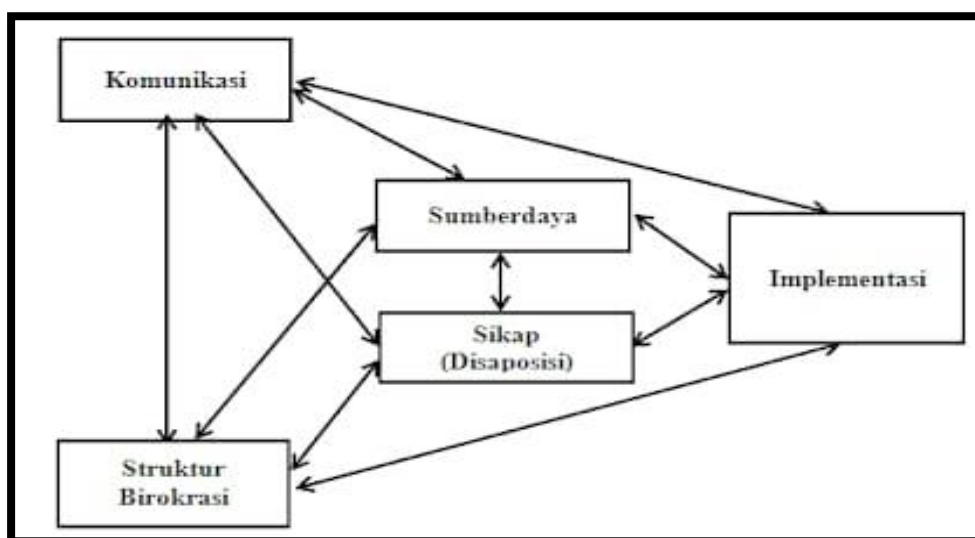 Komunikasi
Sumberdaya
Implementasi
Sikap
(Disaposisi)
Struktur
Birokrasi